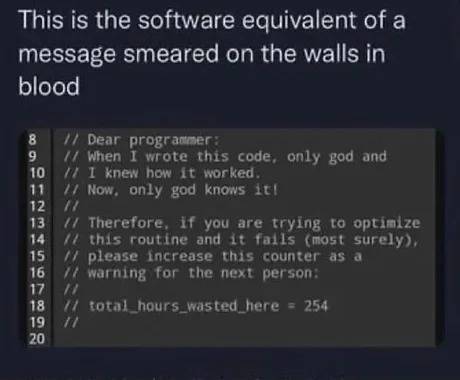 This is the software equivalent of a
message smeared on the walls in
blood
8 // Dear programmer:
9 // When I wrote this code, only god and
10 // I knew how it worked.
11 // Now, only god knows it!
12 //
13 // Therefore, if you are trying to optimize
14 // this routine and it fails (most surely),
15 // please increase this counter as a
16 // warning for the next person:
17 //
18 // total_hours_wasted_here = 254
19 //
20